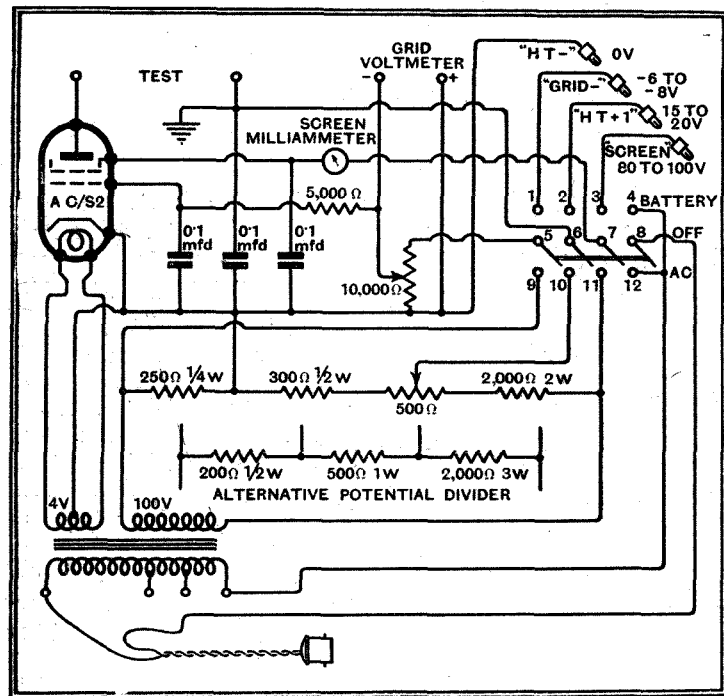 TEST
GRID
VOLTMETER
- +
"HT-" 0V
"GRID-" -6 TO
-8V
"HT+1" 15 TO
20V
"SCREEN"
80 TO 100V
SCREEN
MILLIAMMETER
A C/S2
1 2 3 4 BATTERY
5,000Ω
0·1
mfd
0·1
mfd
0·1
mfd
5 6 7 8 OFF
10,000Ω
AC
9 10 11 12
250Ω ¼W
300Ω ½W
500Ω
2,000Ω 2W
200Ω ½W
500Ω 1W
2,000Ω 3W
ALTERNATIVE POTENTIAL DIVIDER
4V
100V